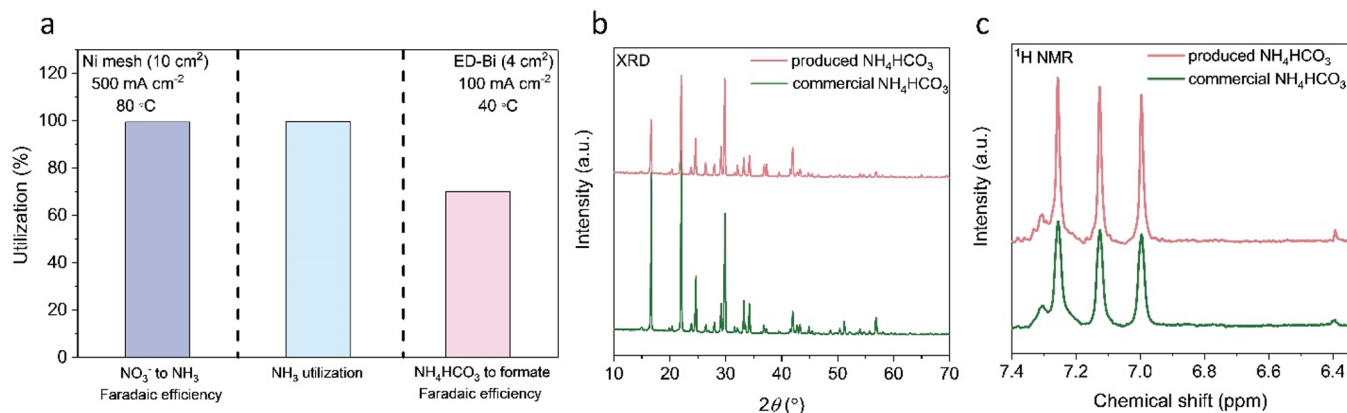 a
Ni mesh (10 cm²)
500 mA cm⁻²
80 °C
ED-Bi (4 cm²)
100 mA cm⁻²
40 °C
Utilization (%)
120
100
80
60
40
20
0
NO₃⁻ to NH₃
Faradaic efficiency
NH₃ utilization
NH₄HCO₃ to formate
Faradaic efficiency
b
XRD
produced NH₄HCO₃
commercial NH₄HCO₃
Intensity (a.u.)
10 20 30 40 50 60 70
2θ (°)
c
¹H NMR
produced NH₄HCO₃
commercial NH₄HCO₃
Intensity (a.u.)
7.4 7.2 7.0 6.8 6.6 6.4
Chemical shift (ppm)